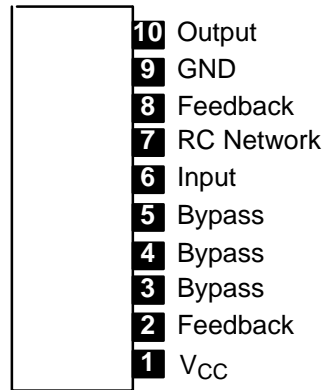 10 Output
9 GND
8 Feedback
7 RC Network
6 Input
5 Bypass
4 Bypass
3 Bypass
2 Feedback
1 VCC